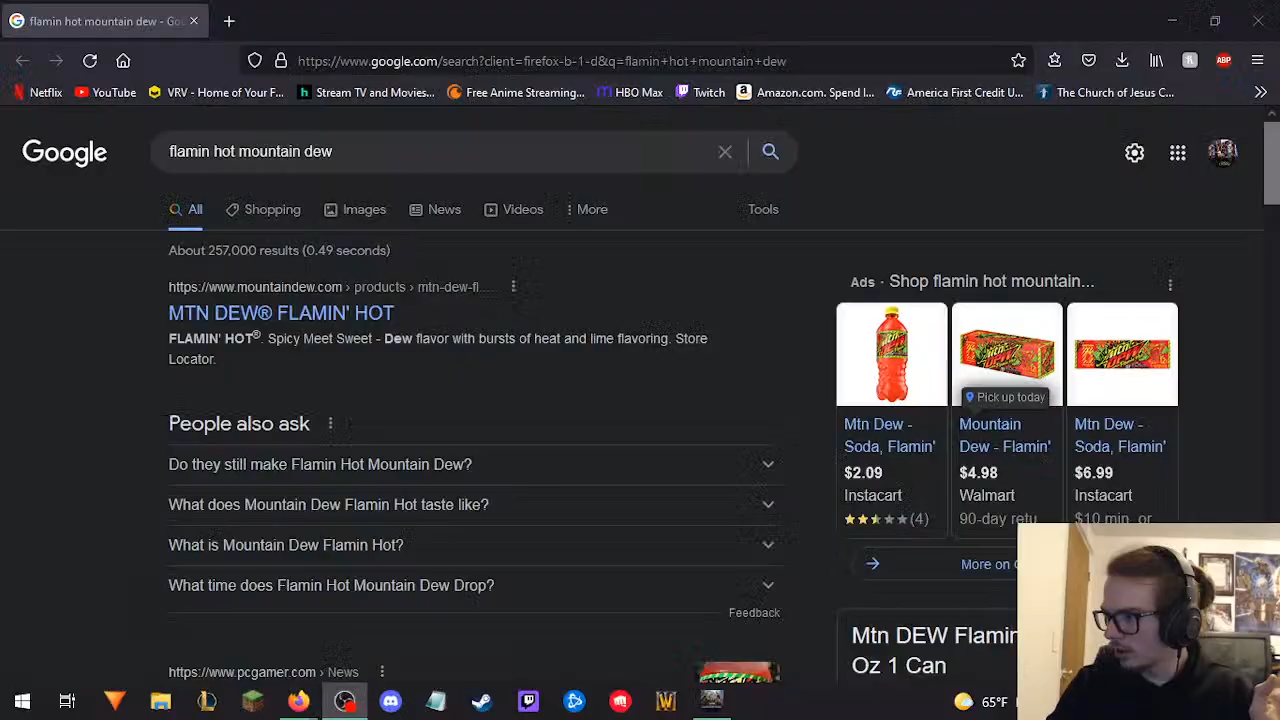 flamin hot mountain dew - Goo
https://www.google.com/search?client=firefox-b-1-d&q=flamin+hot+mountain+dew
ABP
Netflix
YouTube
VRV - Home of Your F...
Stream TV and Movies...
Free Anime Streaming...
HBO Max
Twitch
Amazon.com. Spend l...
America First Credit U...
The Church of Jesus C...
Google
flamin hot mountain dew
All
Shopping
Images
News
Videos
More
Tools
About 257,000 results (0.49 seconds)
https://www.mountaindew.com › products › mtn-dew-fl...
MTN DEW® FLAMIN' HOT
FLAMIN' HOT®. Spicy Meet Sweet - Dew flavor with bursts of heat and lime flavoring. Store
Locator.
People also ask
Do they still make Flamin Hot Mountain Dew?
What does Mountain Dew Flamin Hot taste like?
What is Mountain Dew Flamin Hot?
What time does Flamin Hot Mountain Dew Drop?
Feedback
https://www.pcgamer.com › News
Ads · Shop flamin hot mountain...
Pick up today
Mtn Dew -
Soda, Flamin'
$2.09
Instacart
(4)
Mountain
Dew - Flamin'
$4.98
Walmart
90-day retu
Mtn Dew -
Soda, Flamin'
$6.99
Instacart
$10 min. or
More on
Mtn DEW Flamin
Oz 1 Can
65°F